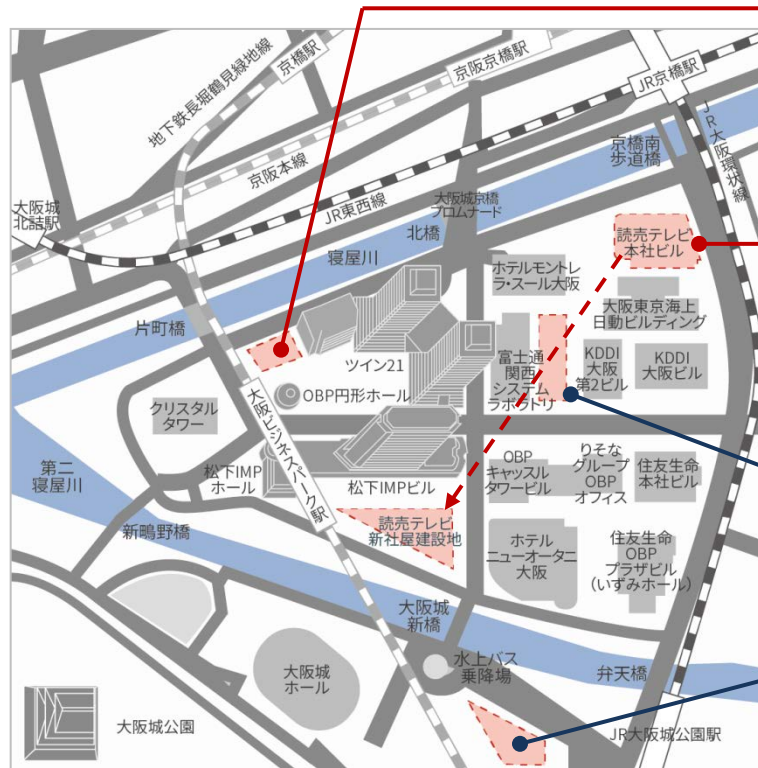 地下鉄長堀鶴見緑地線
京橋駅
京阪京橋駅
JR京橋駅
JR大阪環状線
京橋南
歩道橋
京阪本線
大阪城
北詰駅
JR東西線
大阪城京橋
プロムナード
北橋
寝屋川
読売テレビ
本社ビル
ホテルモントレ
ラ・スール大阪
大阪東京海上
日動ビルディング
片町橋
ツイン21
富士通
関西
システム
ラボラトリ
KDDI
大阪
第2ビル
KDDI
大阪ビル
OBP円形ホール
クリスタル
タワー
大阪ビジネスパーク駅
第二
寝屋川
松下IMP
ホール
松下IMPビル
OBP
キャッスル
タワービル
りそな
グループ
OBP
オフィス
住友生命
本社ビル
新鴫野橋
読売テレビ
新社屋建設地
ホテル
ニューオータニ
大阪
住友生命
OBP
プラザビル
(いずみホール)
大阪城
新橋
水上バス
乗降場
弁天橋
大阪城
ホール
大阪城公園
JR大阪城公園駅